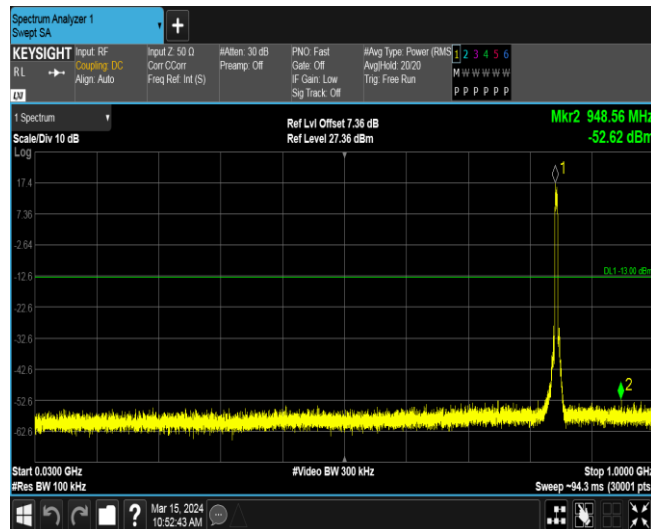 Spectrum Analyzer 1
Swept SA
+
KEYSIGHT
RL
LXI
Input: RF
Coupling: DC
Align: Auto
Input Z: 50 Ω
Corr CCorr
Freq Ref: Int (S)
#Atten: 30 dB
Preamp: Off
PNO: Fast
Gate: Off
IF Gain: Low
Sig Track: Off
#Avg Type: Power (RMS
Avg|Hold: 20/20
Trig: Free Run
1 2 3 4 5 6
M W W W W W
P P P P P P
1 Spectrum
Scale/Div 10 dB
Log
Ref Lvl Offset 7.36 dB
Ref Level 27.36 dBm
Mkr2 948.56 MHz
-52.62 dBm
1
17.4
7.36
-2.64
-12.6
DL1 -13.00 dBm
-22.6
-32.6
-42.6
-52.6
2
-62.6
Start 0.0300 GHz
#Res BW 100 kHz
#Video BW 300 kHz
Stop 1.0000 GHz
Sweep ~94.3 ms (30001 pts
?
Mar 15, 2024
10:52:43 AM